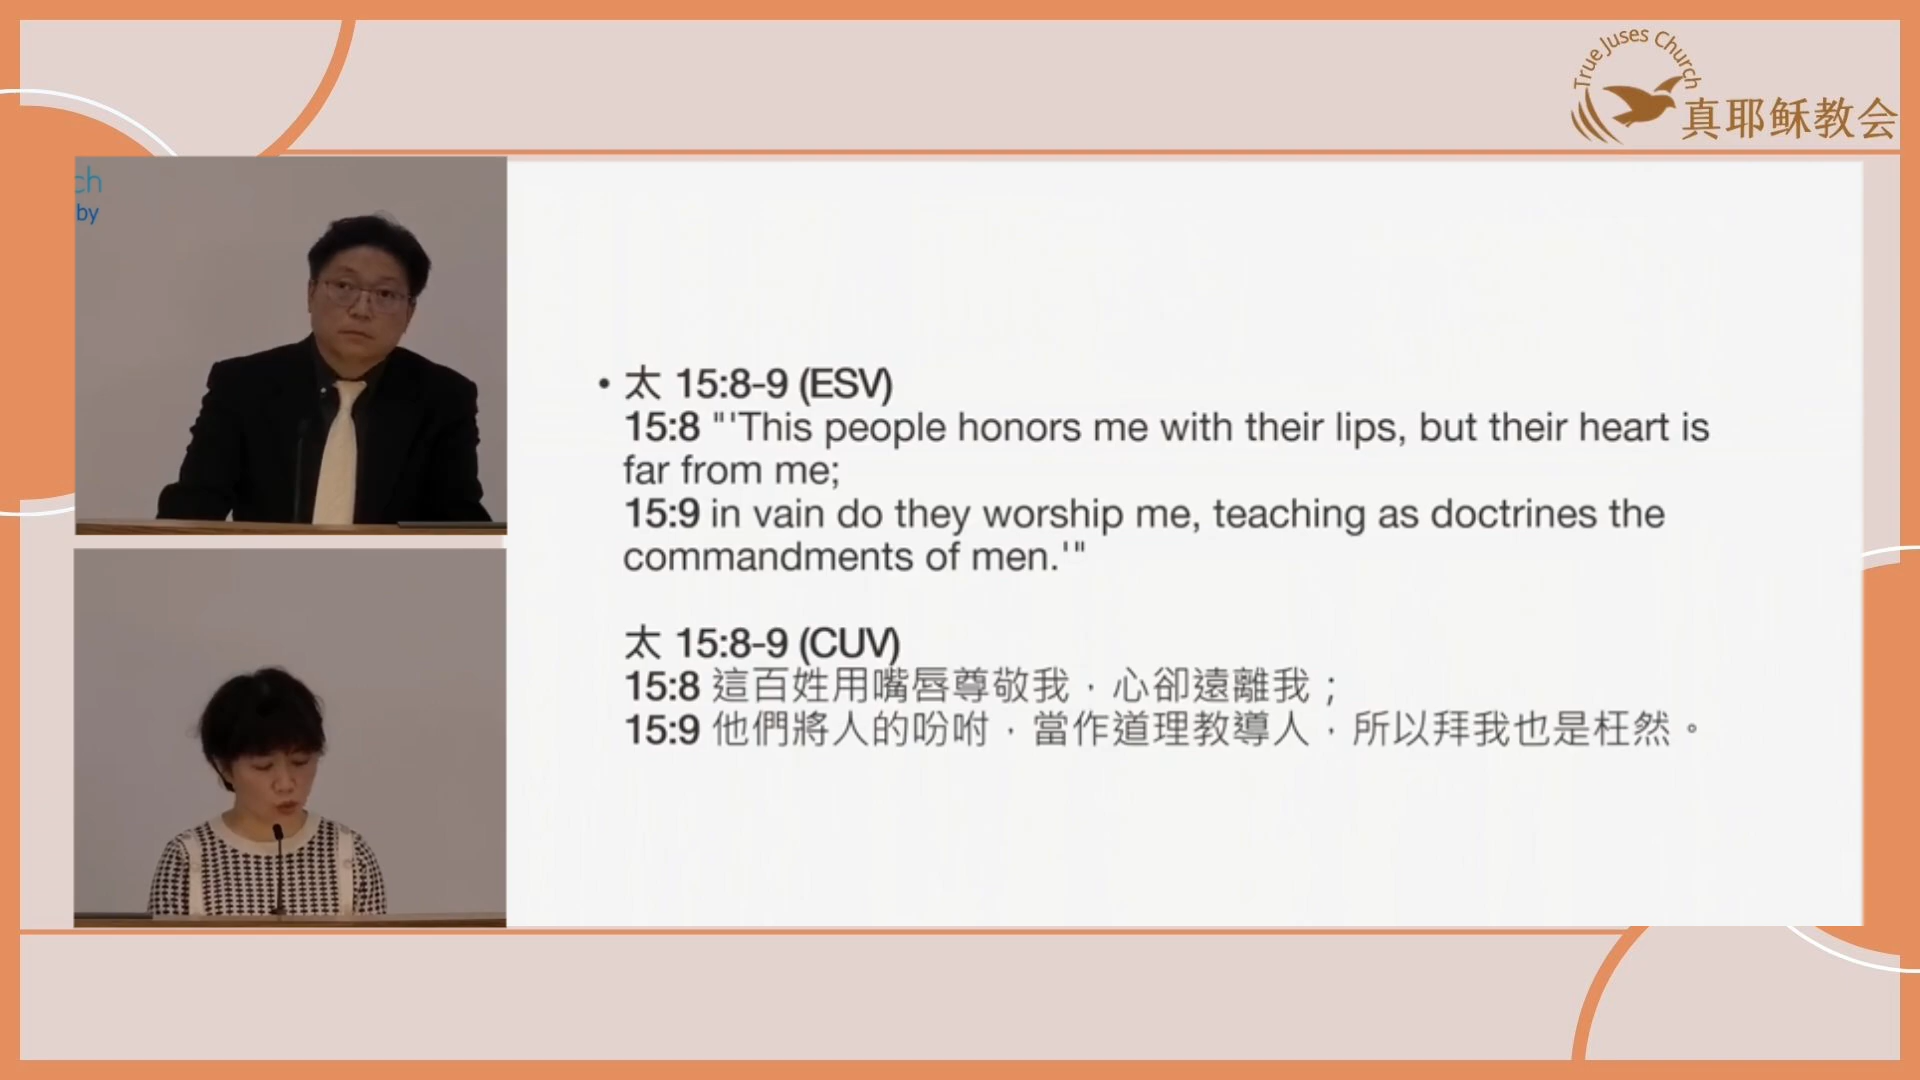 True Juses Church
真耶稣教会
ch
by
• 太 15:8-9 (ESV)
15:8 "'This people honors me with their lips, but their heart is
far from me;
15:9 in vain do they worship me, teaching as doctrines the
commandments of men.'"
太 15:8-9 (CUV)
15:8 這百姓用嘴唇尊敬我，心卻遠離我；
15:9 他們將人的吩咐，當作道理教導人，所以拜我也是枉然。